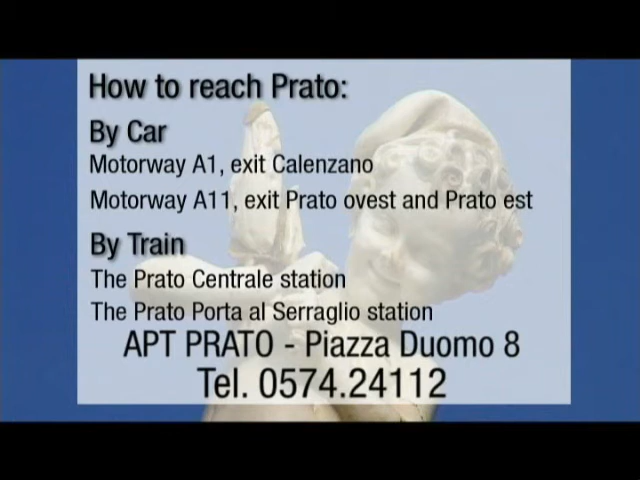 How to reach Prato:
By Car
Motorway A1, exit Calenzano
Motorway A11, exit Prato ovest and Prato est
By Train
The Prato Centrale station
The Prato Porta al Serraglio station
APT PRATO - Piazza Duomo 8
Tel. 0574.24112